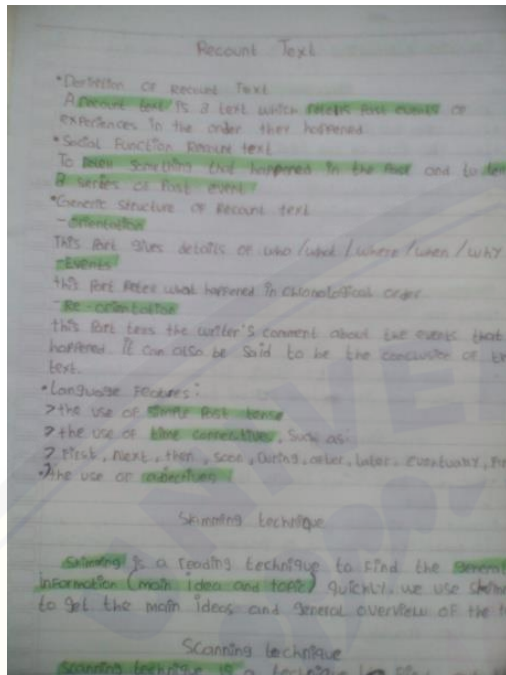 Recount Text
• Definition of Recount Text
A recount text is a text which retells past events or
experiences in the order they happened
• Social Function Recount text
To retell something that happened in the past and to
a series of past event
• Generic structure of Recount text
- orientation
This Part gives details of who / what / where / when / why
- Events
this Part retell what happened in chronological order.
- Re-orientation
this Part tells the writer's comment about the events that
happened. It can also be said to be the conclusion of
text.
• Language Features:
> the use of simple past tense
> the use of time connectives, such as:
> First, next, then, soon, during, after, later, eventually,
> the use of adjectives
Skimming technique
Skimming is a reading technique to find the general
information (main idea and topic) quickly. we use
to get the main ideas and general overview of the
Scanning technique
Scanning technique is a technique